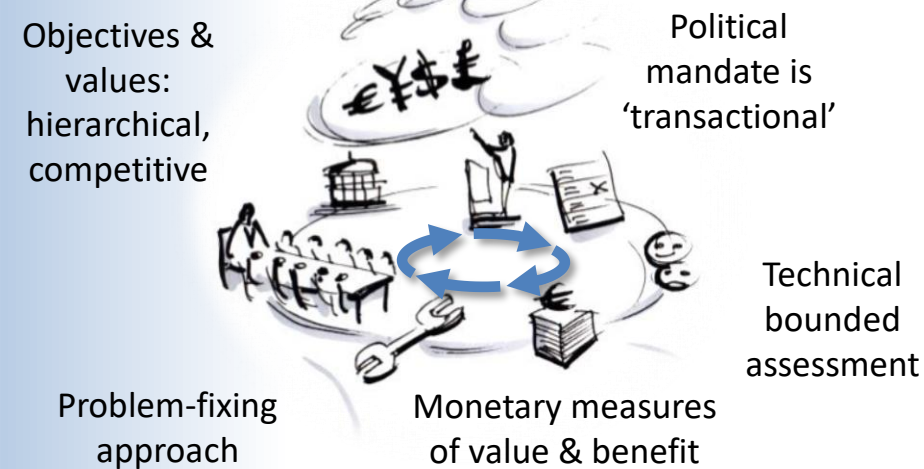 Objectives &
values:
hierarchical,
competitive
Political
mandate is
‘transactional’
€¥$£
€
Technical
bounded
assessment
Problem-fixing
approach
Monetary measures
of value & benefit